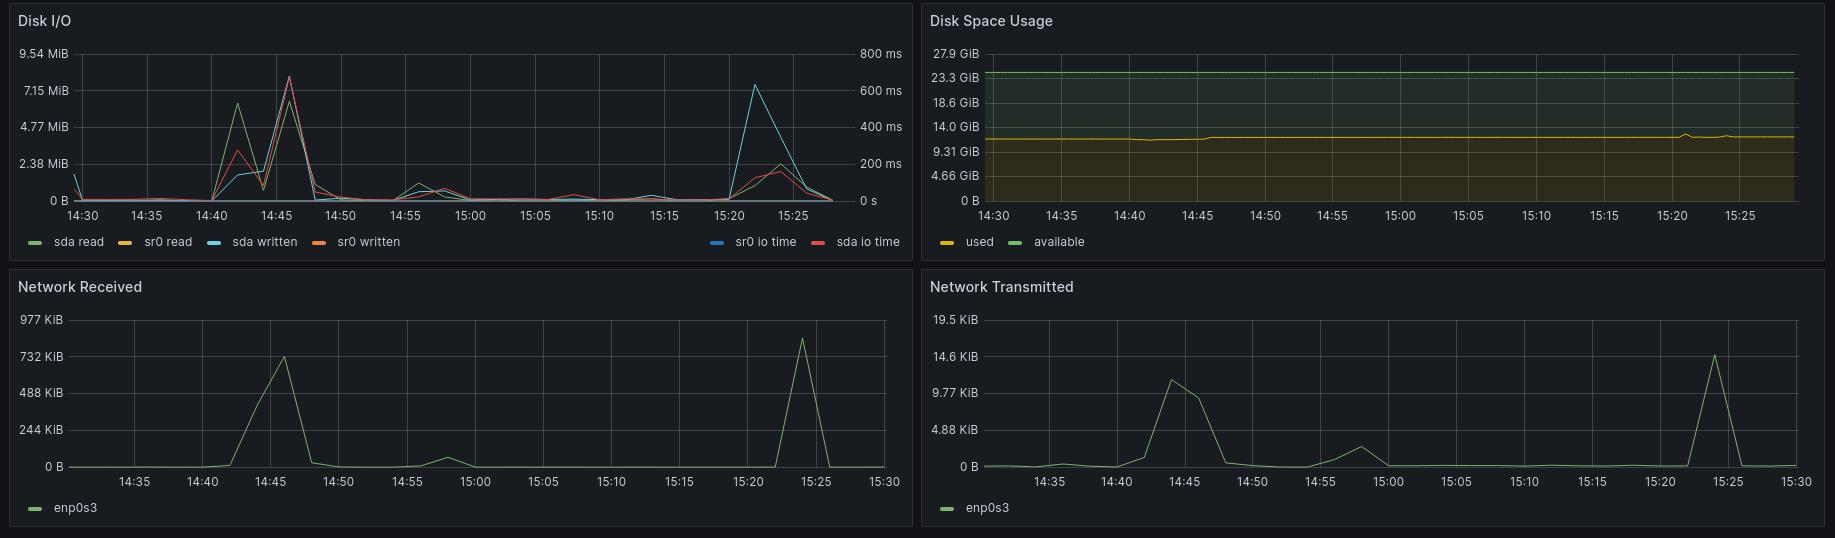 Disk I/O
9.54 MiB
7.15 MiB
4.77 MiB
2.38 MiB
0 B
800 ms
600 ms
400 ms
200 ms
0 s
14:30 14:35 14:40 14:45 14:50 14:55 15:00 15:05 15:10 15:15 15:20 15:25
sda read sr0 read sda written sr0 written sr0 io time sda io time
Disk Space Usage
27.9 GiB
23.3 GiB
18.6 GiB
14.0 GiB
9.31 GiB
4.66 GiB
0 B
14:30 14:35 14:40 14:45 14:50 14:55 15:00 15:05 15:10 15:15 15:20 15:25
used available
Network Received
977 KiB
732 KiB
488 KiB
244 KiB
0 B
14:35 14:40 14:45 14:50 14:55 15:00 15:05 15:10 15:15 15:20 15:25 15:30
enp0s3
Network Transmitted
19.5 KiB
14.6 KiB
9.77 KiB
4.88 KiB
0 B
14:35 14:40 14:45 14:50 14:55 15:00 15:05 15:10 15:15 15:20 15:25 15:30
enp0s3